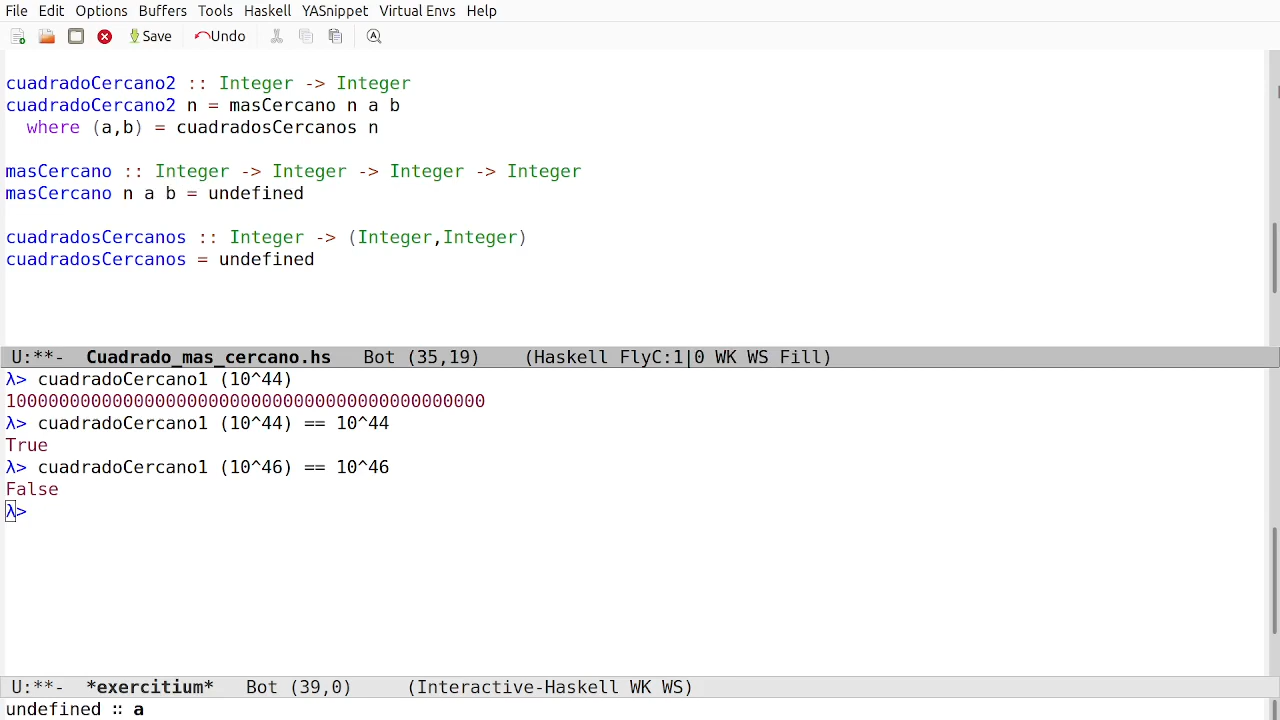 File Edit Options Buffers Tools Haskell YASnippet Virtual Envs Help
Save Undo
cuadradoCercano2 :: Integer -> Integer
cuadradoCercano2 n = masCercano n a b
  where (a,b) = cuadradosCercanos n
masCercano :: Integer -> Integer -> Integer -> Integer
masCercano n a b = undefined
cuadradosCercanos :: Integer -> (Integer,Integer)
cuadradosCercanos = undefined
U:**-  Cuadrado_mas_cercano.hs   Bot (35,19)    (Haskell FlyC:1|0 WK WS Fill)
λ> cuadradoCercano1 (10^44)
100000000000000000000000000000000000000000000
λ> cuadradoCercano1 (10^44) == 10^44
True
λ> cuadradoCercano1 (10^46) == 10^46
False
λ>
U:**-  *exercitium*   Bot (39,0)    (Interactive-Haskell WK WS)
undefined :: a